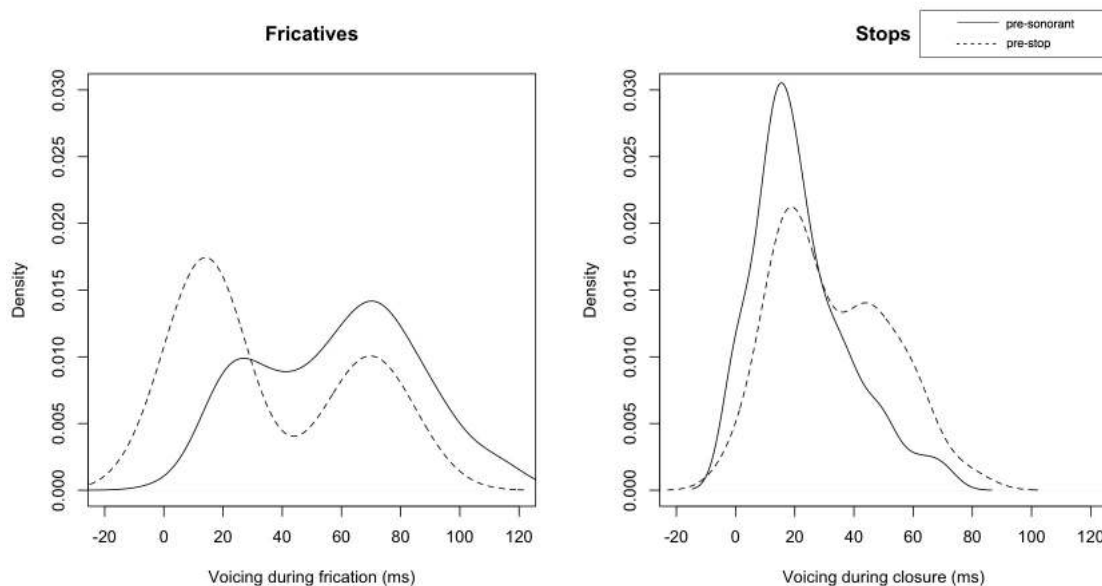 Fricatives
Stops
pre-sonorant
pre-stop
Density
0.000
0.005
0.010
0.015
0.020
0.025
0.030
-20 0 20 40 60 80 100 120
Voicing during frication (ms)
Density
0.000
0.005
0.010
0.015
0.020
0.025
0.030
-20 0 20 40 60 80 100 120
Voicing during closure (ms)